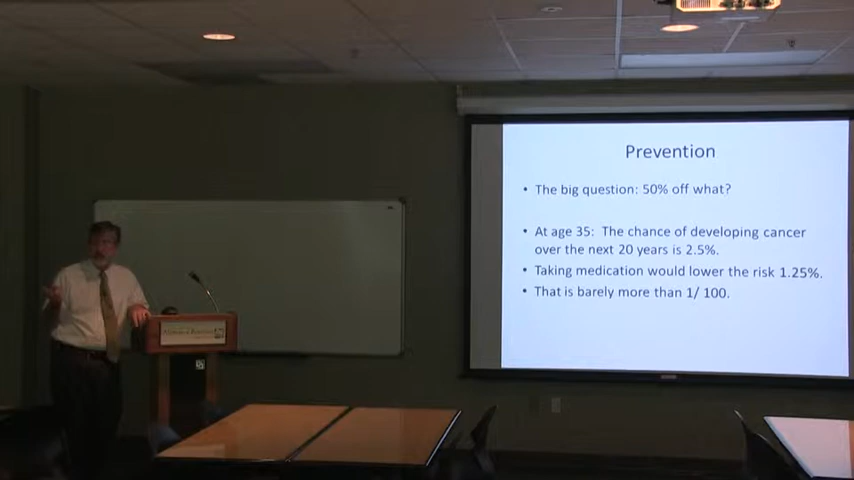 Prevention
• The big question: 50% off what?
• At age 35: The chance of developing cancer
over the next 20 years is 2.5%.
• Taking medication would lower the risk 1.25%.
• That is barely more than 1/ 100.